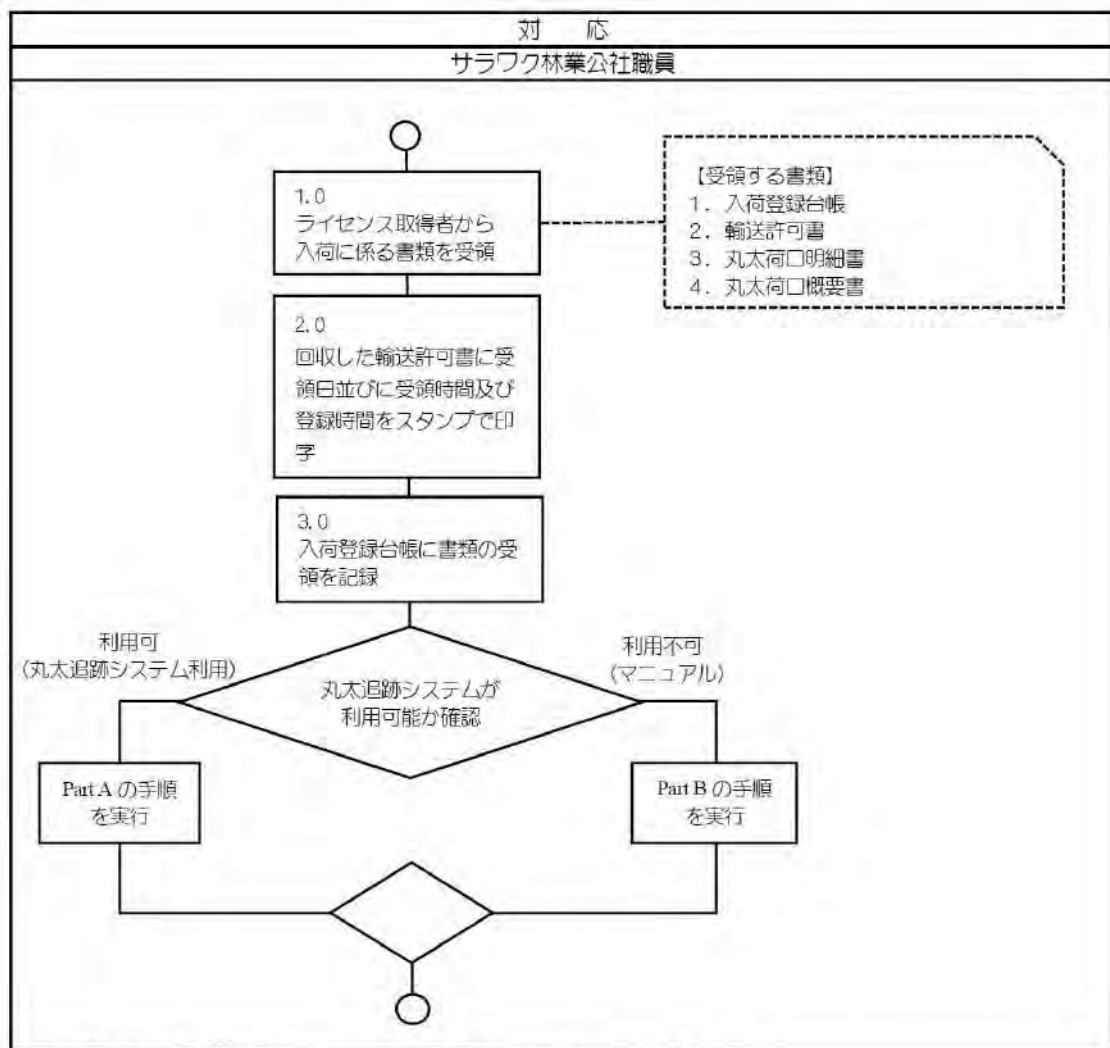 対 応
サラワク林業公社職員
1.0
ライセンス取得者から
入荷に係る書類を受領
【受領する書類】
1．入荷登録台帳
2．輸送許可書
3．丸太荷口明細書
4．丸太荷口概要書
2.0
回収した輸送許可書に受
領日並びに受領時間及び
登録時間をスタンプで印
字
3.0
入荷登録台帳に書類の受
領を記録
利用可
（丸太追跡システム利用）
利用不可
（マニュアル）
丸太追跡システムが
利用可能か確認
Part A の手順
を実行
Part B の手順
を実行